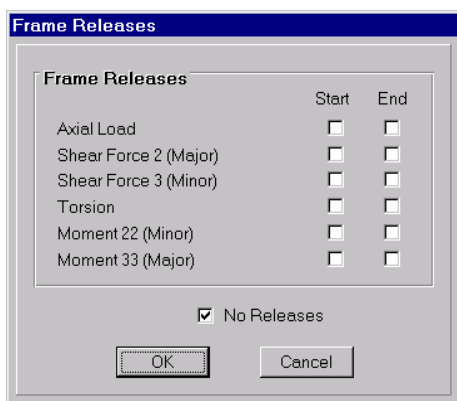 Frame Releases
Frame Releases
Start End
Axial Load
Shear Force 2 (Major)
Shear Force 3 (Minor)
Torsion
Moment 22 (Minor)
Moment 33 (Major)
No Releases
OK Cancel